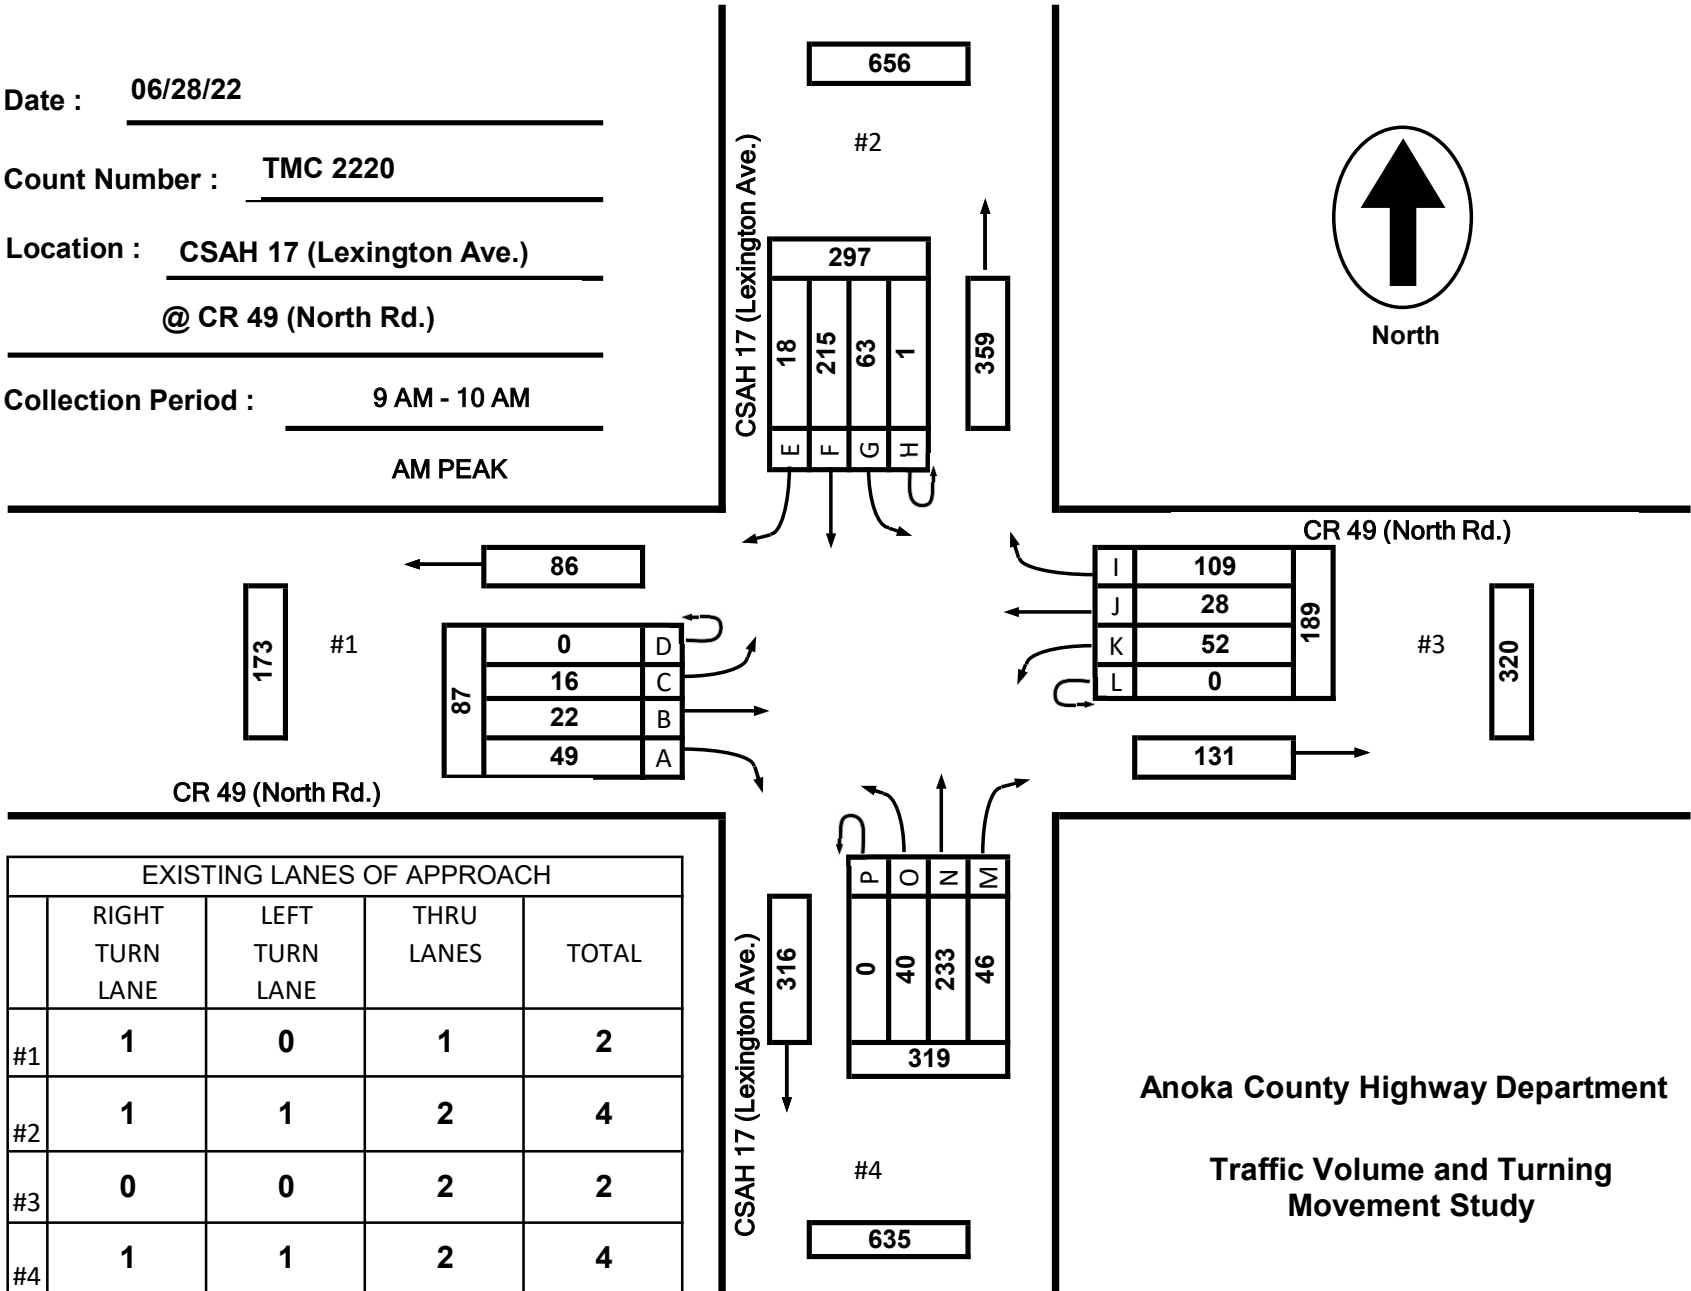 Date : 06/28/22
Count Number : TMC 2220
Location : CSAH 17 (Lexington Ave.)
@ CR 49 (North Rd.)
Collection Period : 9 AM - 10 AM
AM PEAK
656
#2
CSAH 17 (Lexington Ave.)
297
18 215 63 1
E F G H
359
North
CR 49 (North Rd.)
86
173
#1
87
0 D
16 C
22 B
49 A
CR 49 (North Rd.)
I 109
J 28
K 52
L 0
189
#3
320
131
P O N M
0 40 233 46
319
316
CSAH 17 (Lexington Ave.)
#4
635
EXISTING LANES OF APPROACH
RIGHT TURN LANE
LEFT TURN LANE
THRU LANES
TOTAL
#1 1 0 1 2
#2 1 1 2 4
#3 0 0 2 2
#4 1 1 2 4
Anoka County Highway Department
Traffic Volume and Turning
Movement Study